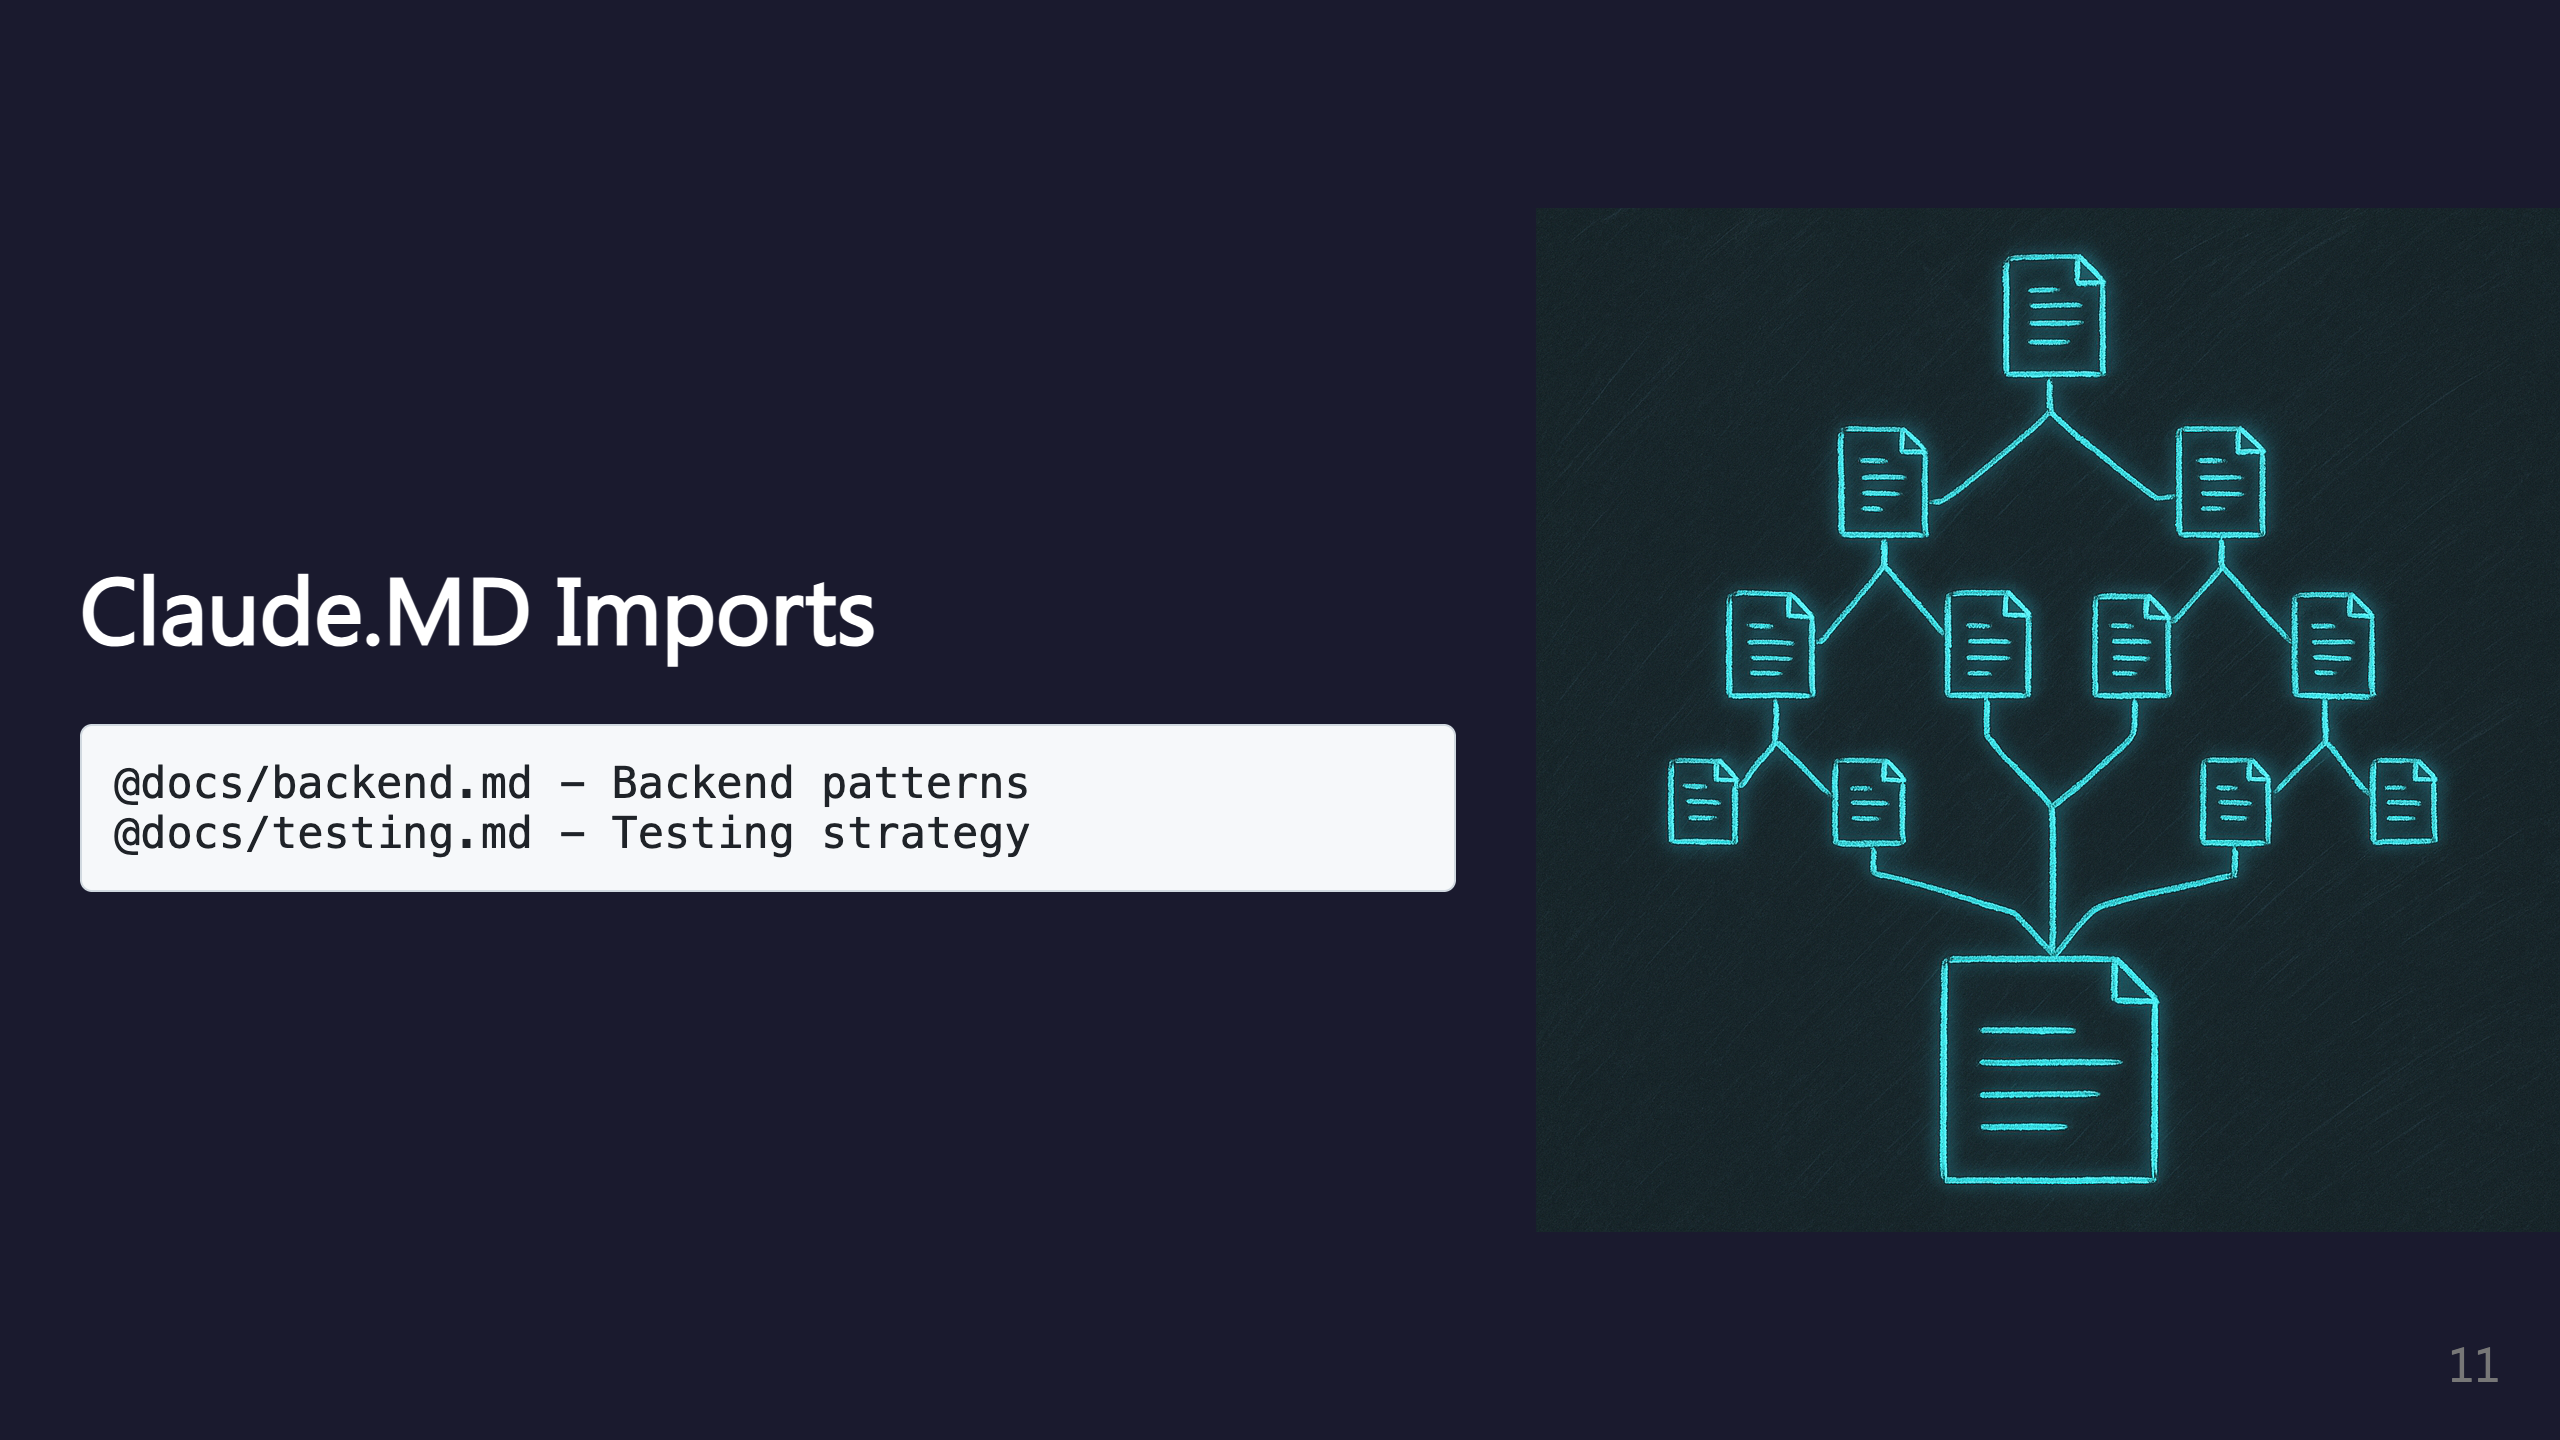 Claude.MD Imports
@docs/backend.md – Backend patterns
@docs/testing.md – Testing strategy
11